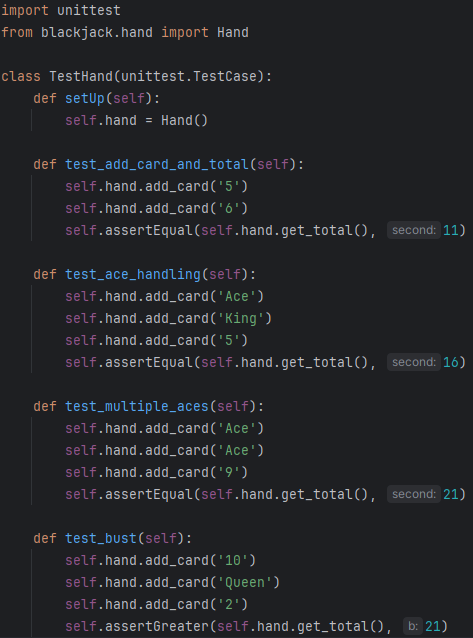 import unittest
from blackjack.hand import Hand

class TestHand(unittest.TestCase):
    def setUp(self):
        self.hand = Hand()

    def test_add_card_and_total(self):
        self.hand.add_card('5')
        self.hand.add_card('6')
        self.assertEqual(self.hand.get_total(), second: 11)

    def test_ace_handling(self):
        self.hand.add_card('Ace')
        self.hand.add_card('King')
        self.hand.add_card('5')
        self.assertEqual(self.hand.get_total(), second: 16)

    def test_multiple_aces(self):
        self.hand.add_card('Ace')
        self.hand.add_card('Ace')
        self.hand.add_card('9')
        self.assertEqual(self.hand.get_total(), second: 21)

    def test_bust(self):
        self.hand.add_card('10')
        self.hand.add_card('Queen')
        self.hand.add_card('2')
        self.assertGreater(self.hand.get_total(), b: 21)